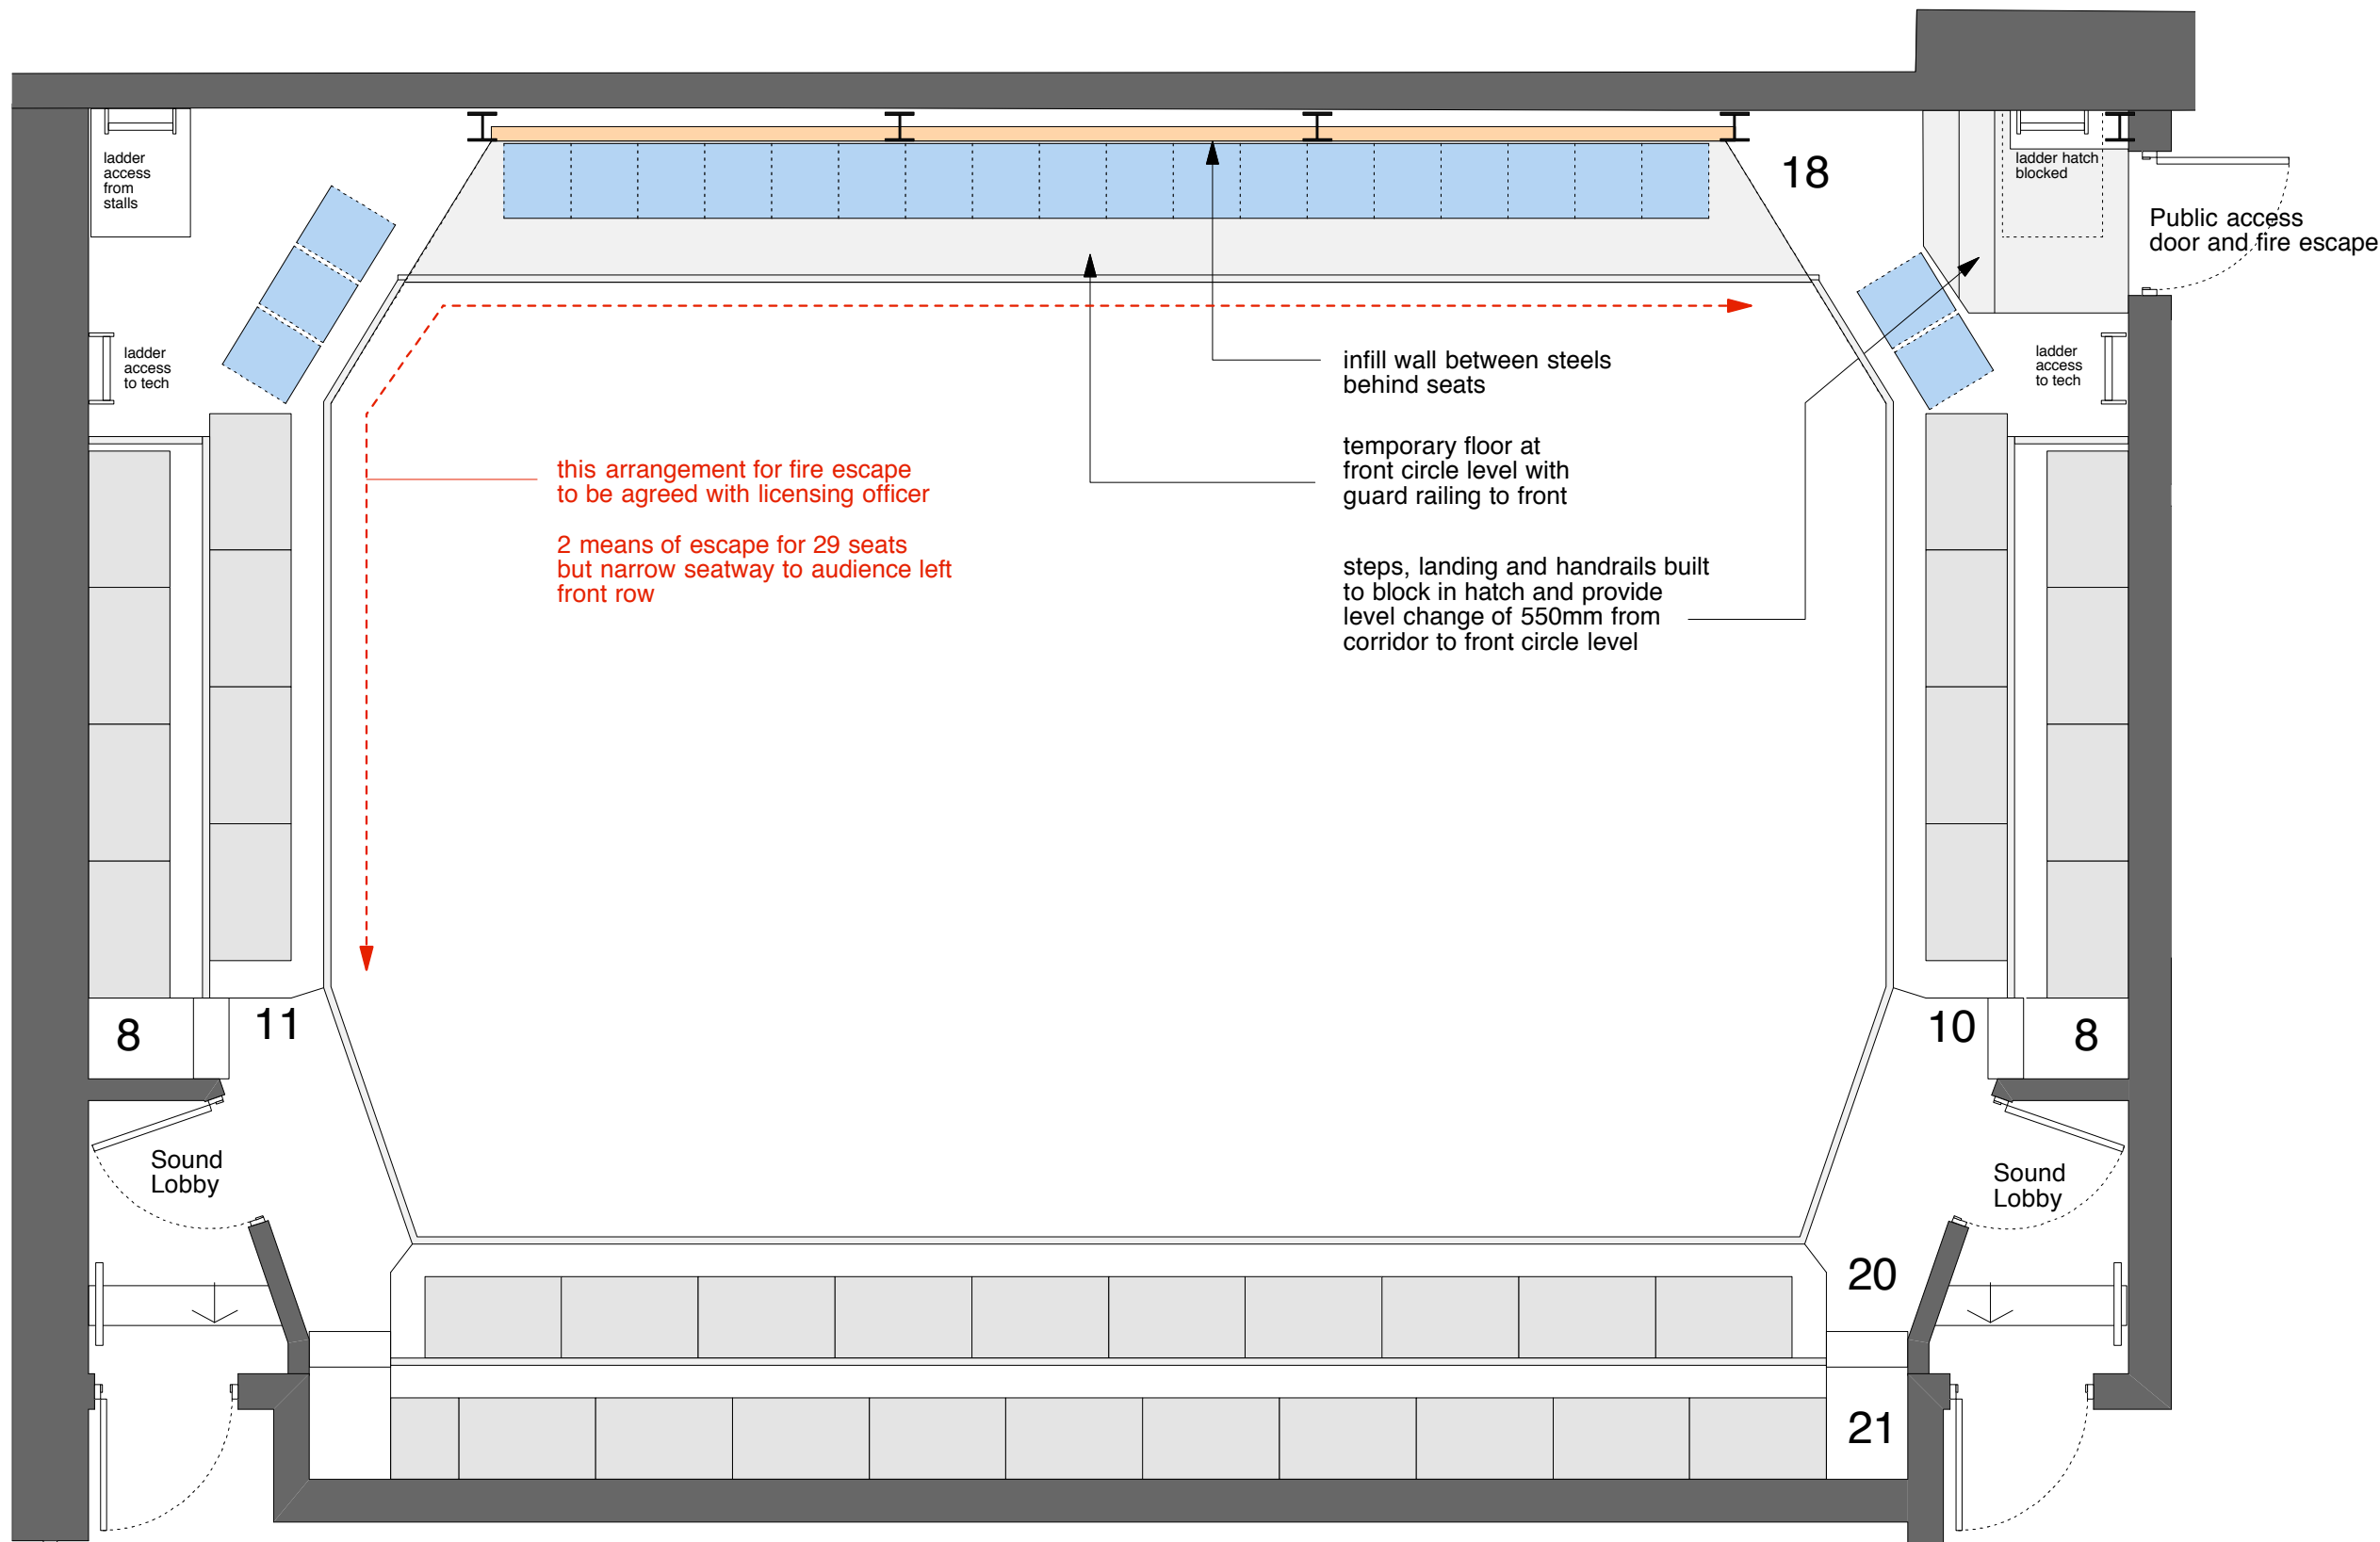 ladder
access
from
stalls
18
ladder hatch
blocked
Public access
door and fire escape
ladder
access
to tech
infill wall between steels
behind seats
ladder
access
to tech
this arrangement for fire escape
to be agreed with licensing officer
temporary floor at
front circle level with
guard railing to front
2 means of escape for 29 seats
but narrow seatway to audience left
front row
steps, landing and handrails built
to block in hatch and provide
level change of 550mm from
corridor to front circle level
8
11
10
8
Sound
Lobby
Sound
Lobby
20
21